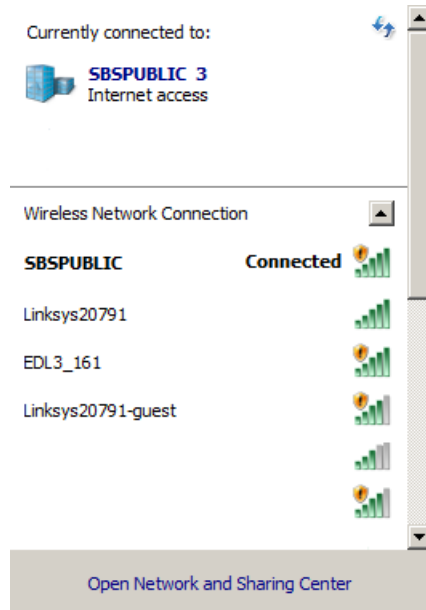 Currently connected to:
SBSPUBLIC 3
Internet access
Wireless Network Connection
SBSPUBLIC Connected
Linksys20791
EDL3_161
Linksys20791-guest
Open Network and Sharing Center